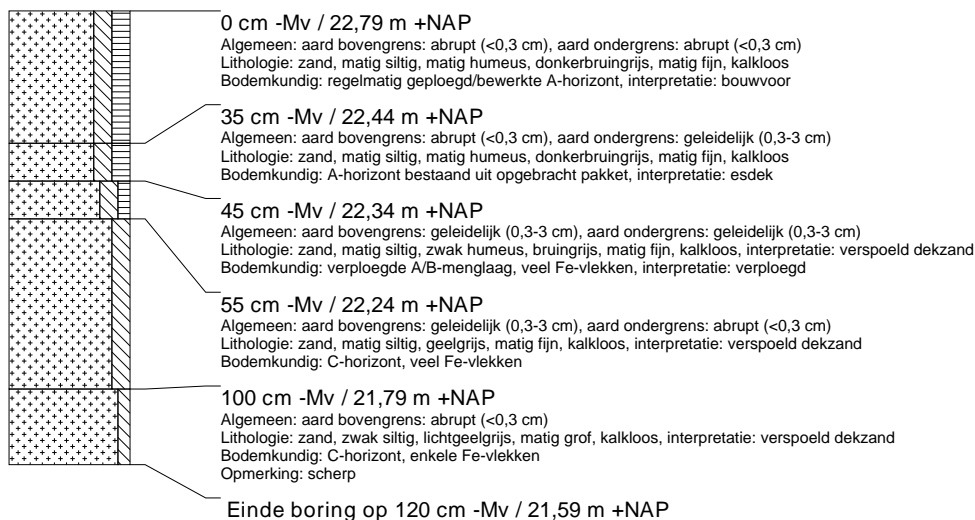 0 cm -Mv / 22,79 m +NAP
Algemeen: aard bovengrens: abrupt (<0,3 cm), aard ondergrens: abrupt (<0,3 cm)
Lithologie: zand, matig siltig, matig humeus, donkerbruingrijs, matig fijn, kalkloos
Bodemkundig: regelmatig geploegd/bewerkte A-horizont, interpretatie: bouwvoor
35 cm -Mv / 22,44 m +NAP
Algemeen: aard bovengrens: abrupt (<0,3 cm), aard ondergrens: geleidelijk (0,3-3 cm)
Lithologie: zand, matig siltig, matig humeus, donkerbruingrijs, matig fijn, kalkloos
Bodemkundig: A-horizont bestaand uit opgebracht pakket, interpretatie: esdek
45 cm -Mv / 22,34 m +NAP
Algemeen: aard bovengrens: geleidelijk (0,3-3 cm), aard ondergrens: geleidelijk (0,3-3 cm)
Lithologie: zand, matig siltig, zwak humeus, bruingrijs, matig fijn, kalkloos, interpretatie: verspoeld dekzand
Bodemkundig: verploegde A/B-menglaag, veel Fe-vlekken, interpretatie: verploegd
55 cm -Mv / 22,24 m +NAP
Algemeen: aard bovengrens: geleidelijk (0,3-3 cm), aard ondergrens: abrupt (<0,3 cm)
Lithologie: zand, matig siltig, geelgrijs, matig fijn, kalkloos, interpretatie: verspoeld dekzand
Bodemkundig: C-horizont, veel Fe-vlekken
100 cm -Mv / 21,79 m +NAP
Algemeen: aard bovengrens: abrupt (<0,3 cm)
Lithologie: zand, zwak siltig, lichtgeelgrijs, matig grof, kalkloos, interpretatie: verspoeld dekzand
Bodemkundig: C-horizont, enkele Fe-vlekken
Opmerking: scherp
Einde boring op 120 cm -Mv / 21,59 m +NAP